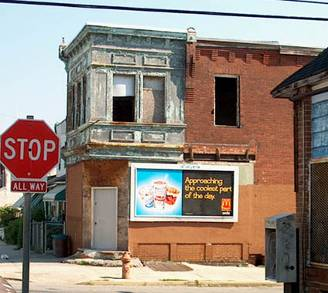 STOP
ALL WAY
Approaching
the coolest part
of the day.